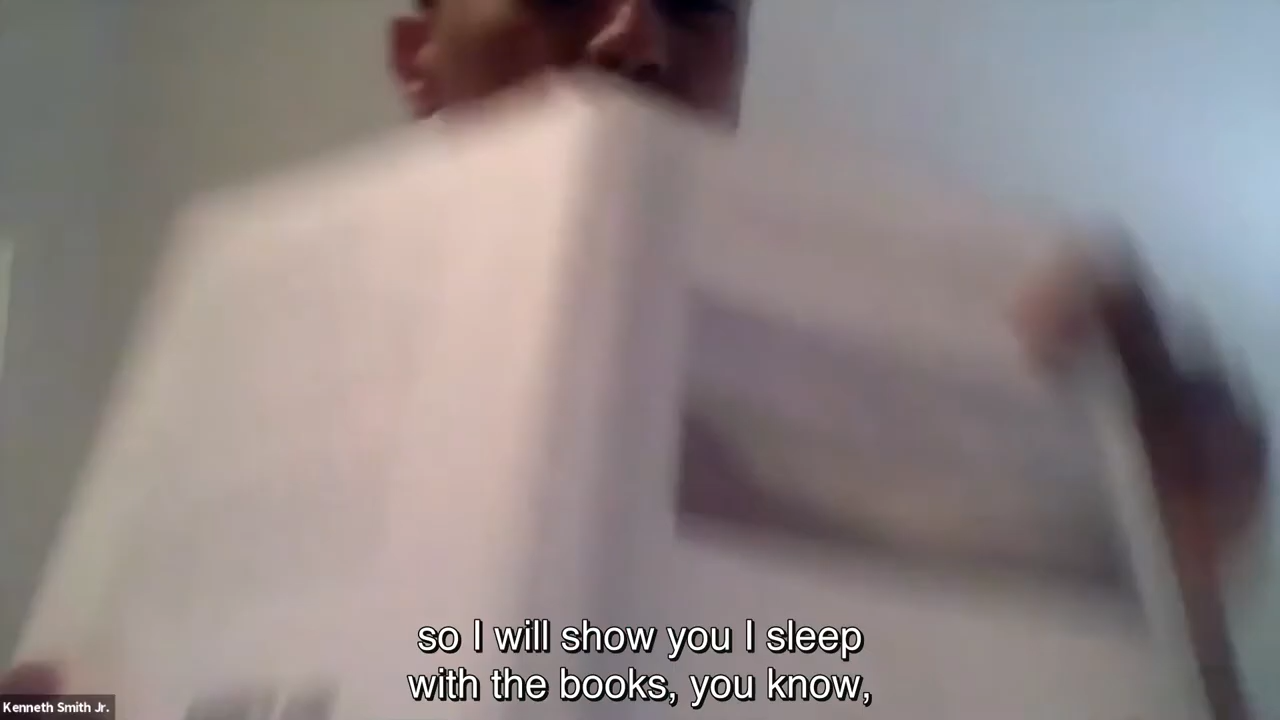 so I will show you I sleep
with the books, you know,
Kenneth Smith Jr.